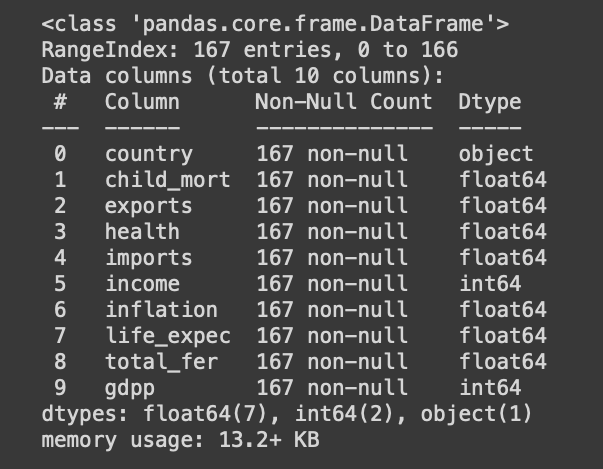 <class 'pandas.core.frame.DataFrame'>
RangeIndex: 167 entries, 0 to 166
Data columns (total 10 columns):
 #   Column      Non-Null Count  Dtype
---  ------      --------------  -----
 0   country     167 non-null    object
 1   child_mort  167 non-null    float64
 2   exports     167 non-null    float64
 3   health      167 non-null    float64
 4   imports     167 non-null    float64
 5   income      167 non-null    int64
 6   inflation   167 non-null    float64
 7   life_expec  167 non-null    float64
 8   total_fer   167 non-null    float64
 9   gdpp        167 non-null    int64
dtypes: float64(7), int64(2), object(1)
memory usage: 13.2+ KB